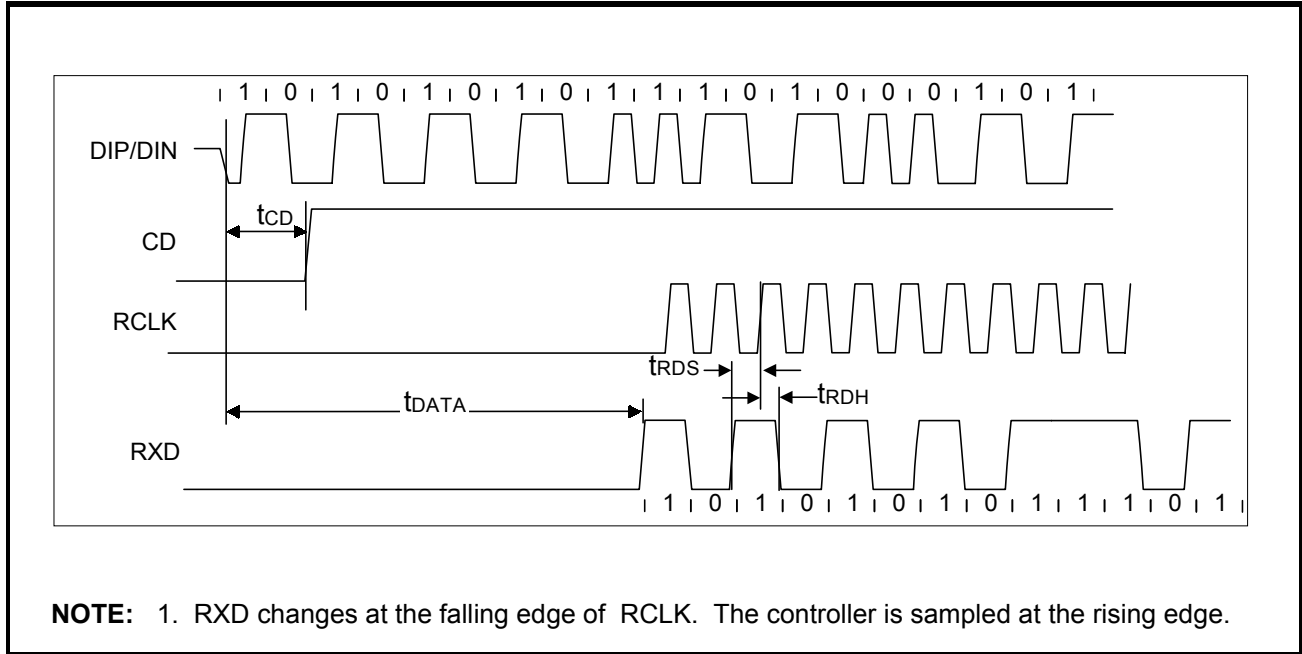 1 0 1 0 1 0 1 0 1 1 1 0 1 0 0 0 1 0 1
DIP/DIN
tCD
CD
RCLK
tRDS
tRDH
tDATA
RXD
1 0 1 0 1 0 1 0 1 1 1 0 1
NOTE: 1. RXD changes at the falling edge of RCLK. The controller is sampled at the rising edge.